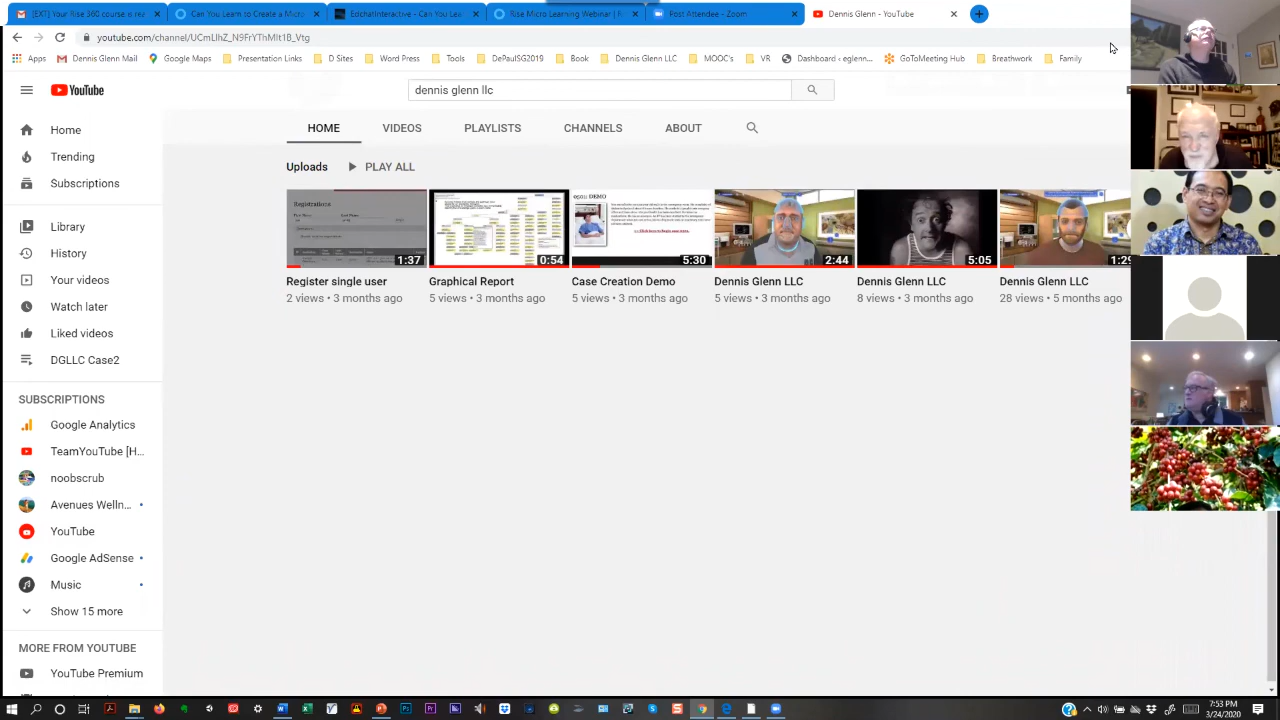 [EXT] Your Rise 360 course is rea
Can You Learn to Create a Micro
EdchatInteractive - Can You Lea
Rise Micro Learning Webinar | R
Post Attendee - Zoom
Dennis Glenn - YouTube
youtube.com/channel/UCmLlhZ_N9FrYThMIt1B_Vtg
Apps
Dennis Glenn Mail
Google Maps
Presentation Links
D Sites
Word Press
Tools
DePaulSG2019
Book
Dennis Glenn LLC
MOOC's
VR
Dashboard ‹ eglenn...
GoToMeeting Hub
Breathwork
Family
YouTube
dennis glenn llc
HOME
VIDEOS
PLAYLISTS
CHANNELS
ABOUT
Home
Trending
Subscriptions
Library
History
Your videos
Watch later
Liked videos
DGLLC Case2
SUBSCRIPTIONS
Google Analytics
TeamYouTube [H...
noobscrub
Avenues Welln...
YouTube
Google AdSense
Music
Show 15 more
MORE FROM YOUTUBE
YouTube Premium
Uploads
PLAY ALL
Registrations
DEMO
1:37
0:54
5:30
2:44
5:05
1:29
Register single user
2 views • 3 months ago
Graphical Report
5 views • 3 months ago
Case Creation Demo
5 views • 3 months ago
Dennis Glenn LLC
5 views • 3 months ago
Dennis Glenn LLC
8 views • 3 months ago
Dennis Glenn LLC
28 views • 5 months ago
7:53 PM
3/24/2020